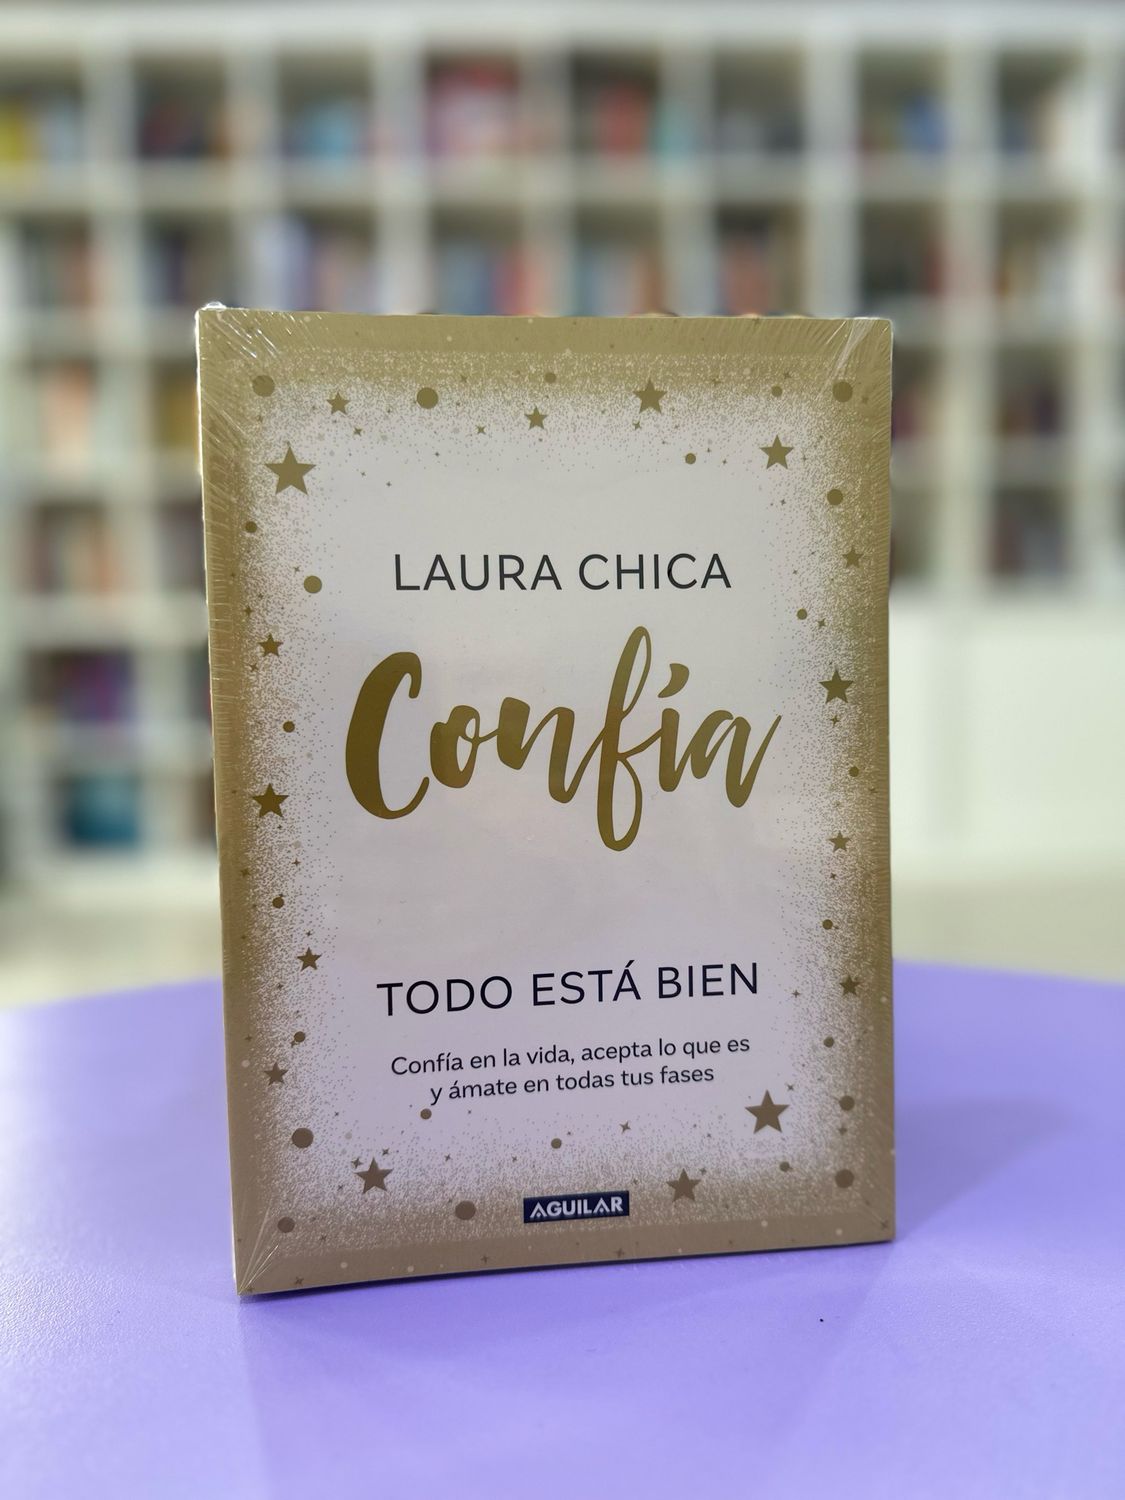 LAURA CHICA
Confía
TODO ESTÁ BIEN
Confía en la vida, acepta lo que es
y ámate en todas tus fases
AGUILAR